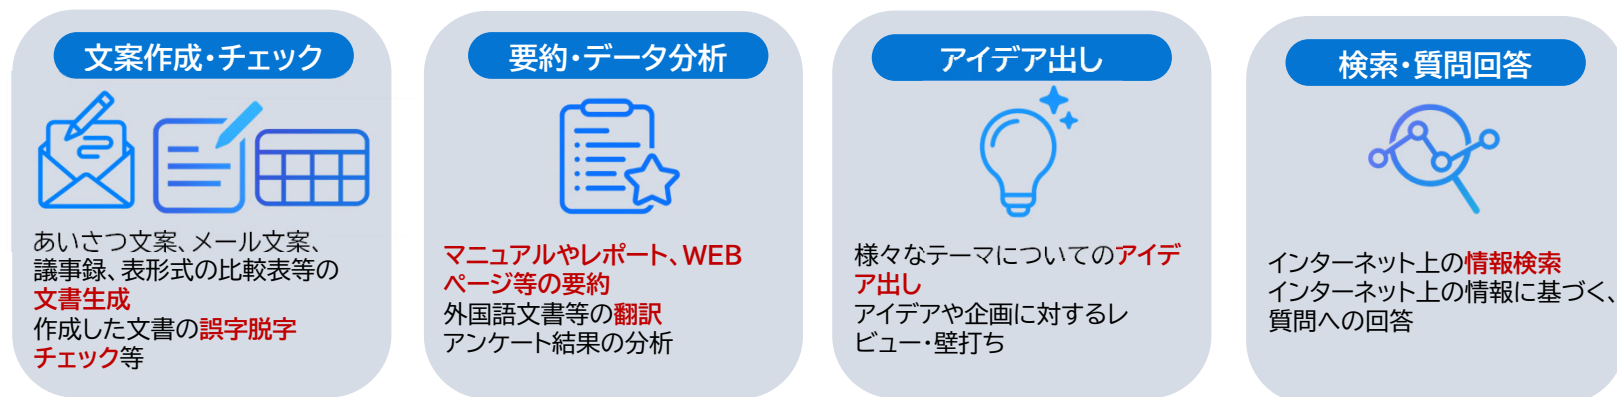 文案作成・チェック
あいさつ文案、メール文案、
議事録、表形式の比較表等の
文書生成
作成した文書の誤字脱字
チェック等
要約・データ分析
マニュアルやレポート、WEB
ページ等の要約
外国語文書等の翻訳
アンケート結果の分析
アイデア出し
様々なテーマについてのアイデ
ア出し
アイデアや企画に対するレ
ビュー・壁打ち
検索・質問回答
インターネット上の情報検索
インターネット上の情報に基づく、
質問への回答